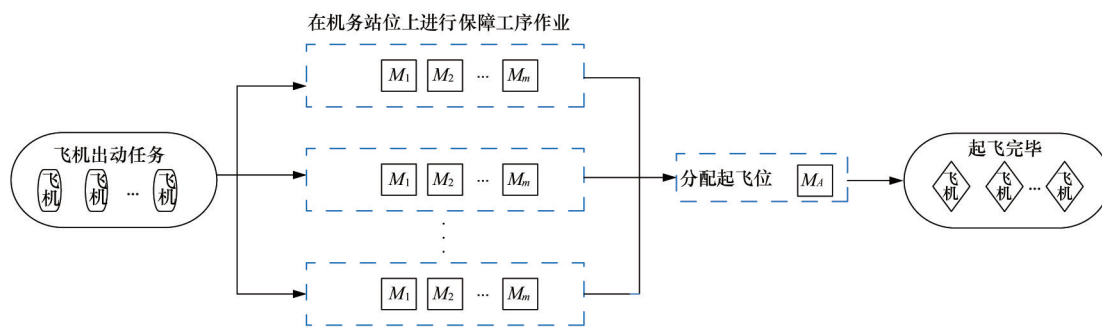 在机务站位上进行保障工序作业
M1 M2 ... Mm
飞机出动任务
飞机 飞机 ... 飞机
M1 M2 ... Mm
分配起飞位 MA
起飞完毕
飞机 飞机 ... 飞机
M1 M2 ... Mm